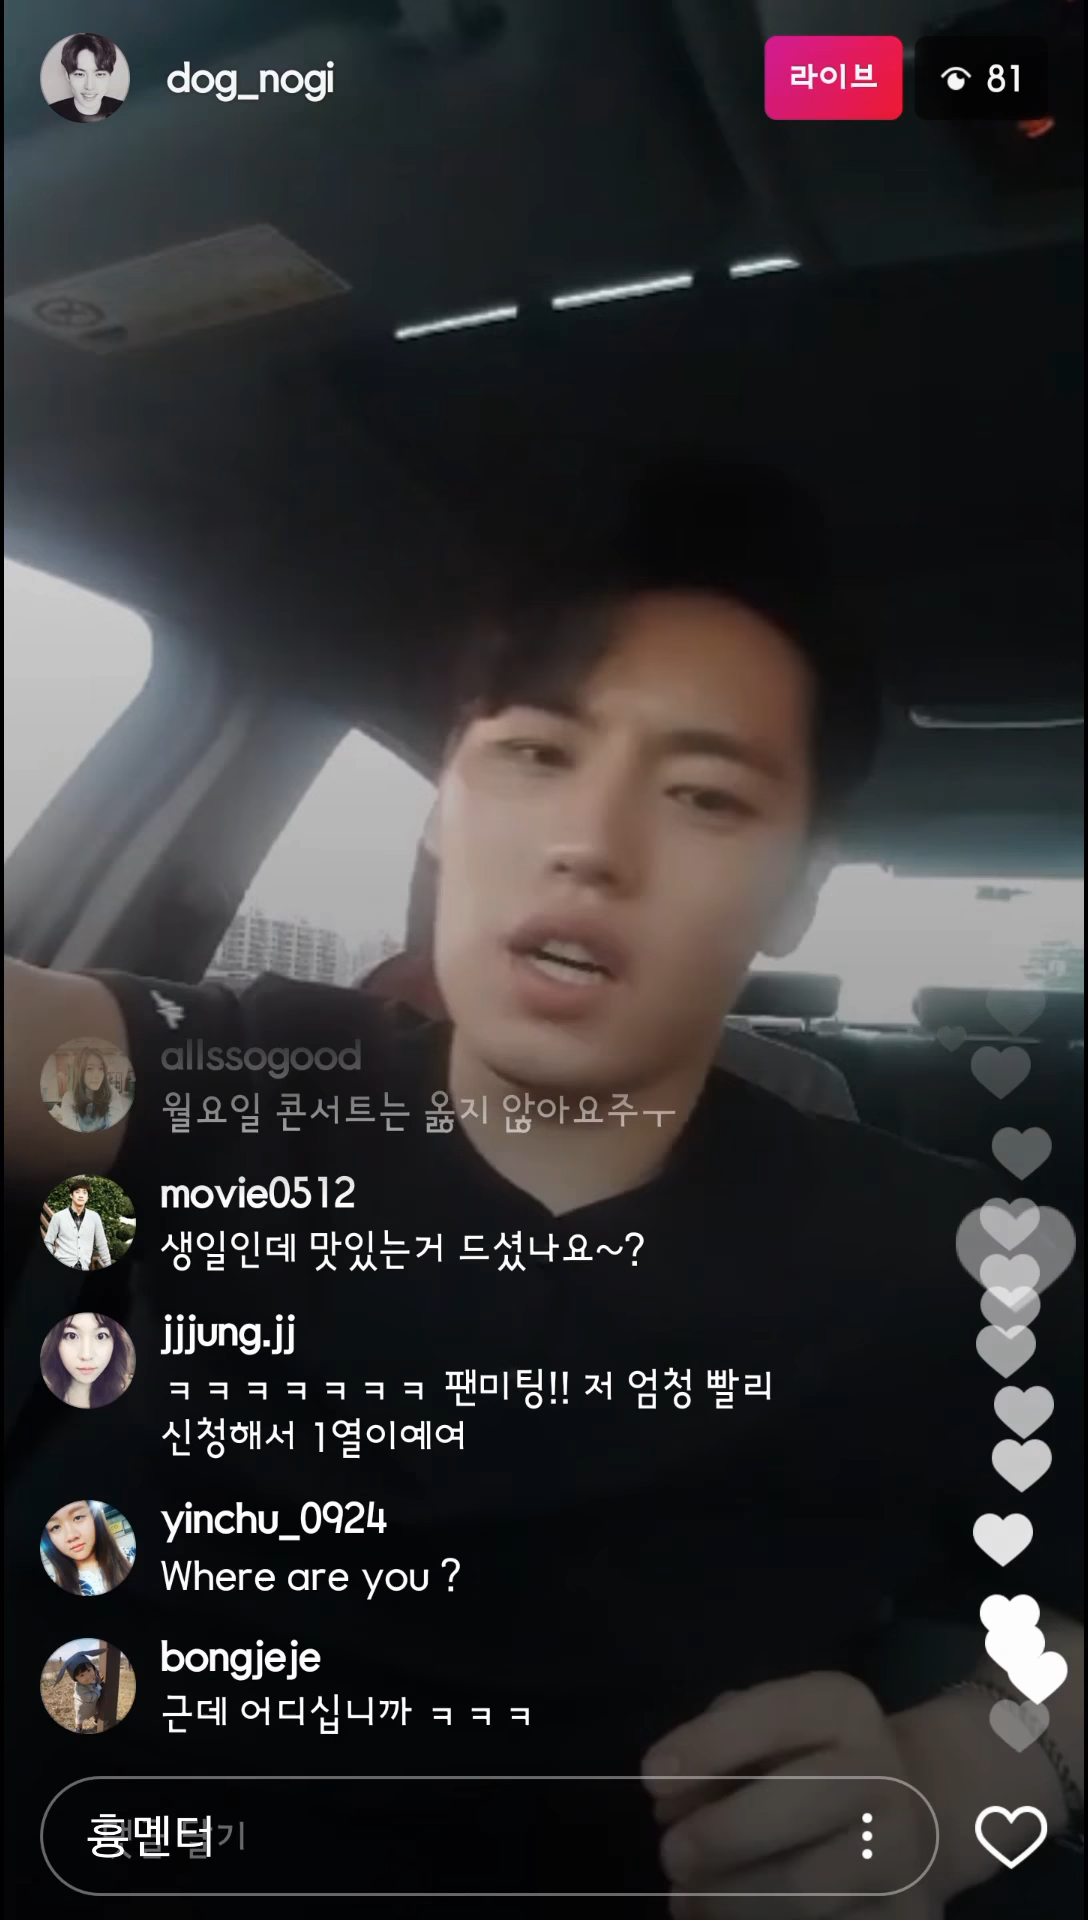 dog_nogi
라이브
81
allssogood
월요일 콘서트는 옳지 않아요주ㅜ
movie0512
생일인데 맛있는거 드셨나요~?
jjjung.jj
ㅋㅋㅋㅋㅋㅋㅋ 팬미팅!! 저 엄청 빨리
신청해서 1열이예여
yinchu_0924
Where are you ?
bongjeje
근데 어디십니까 ㅋㅋㅋ
흉멘터